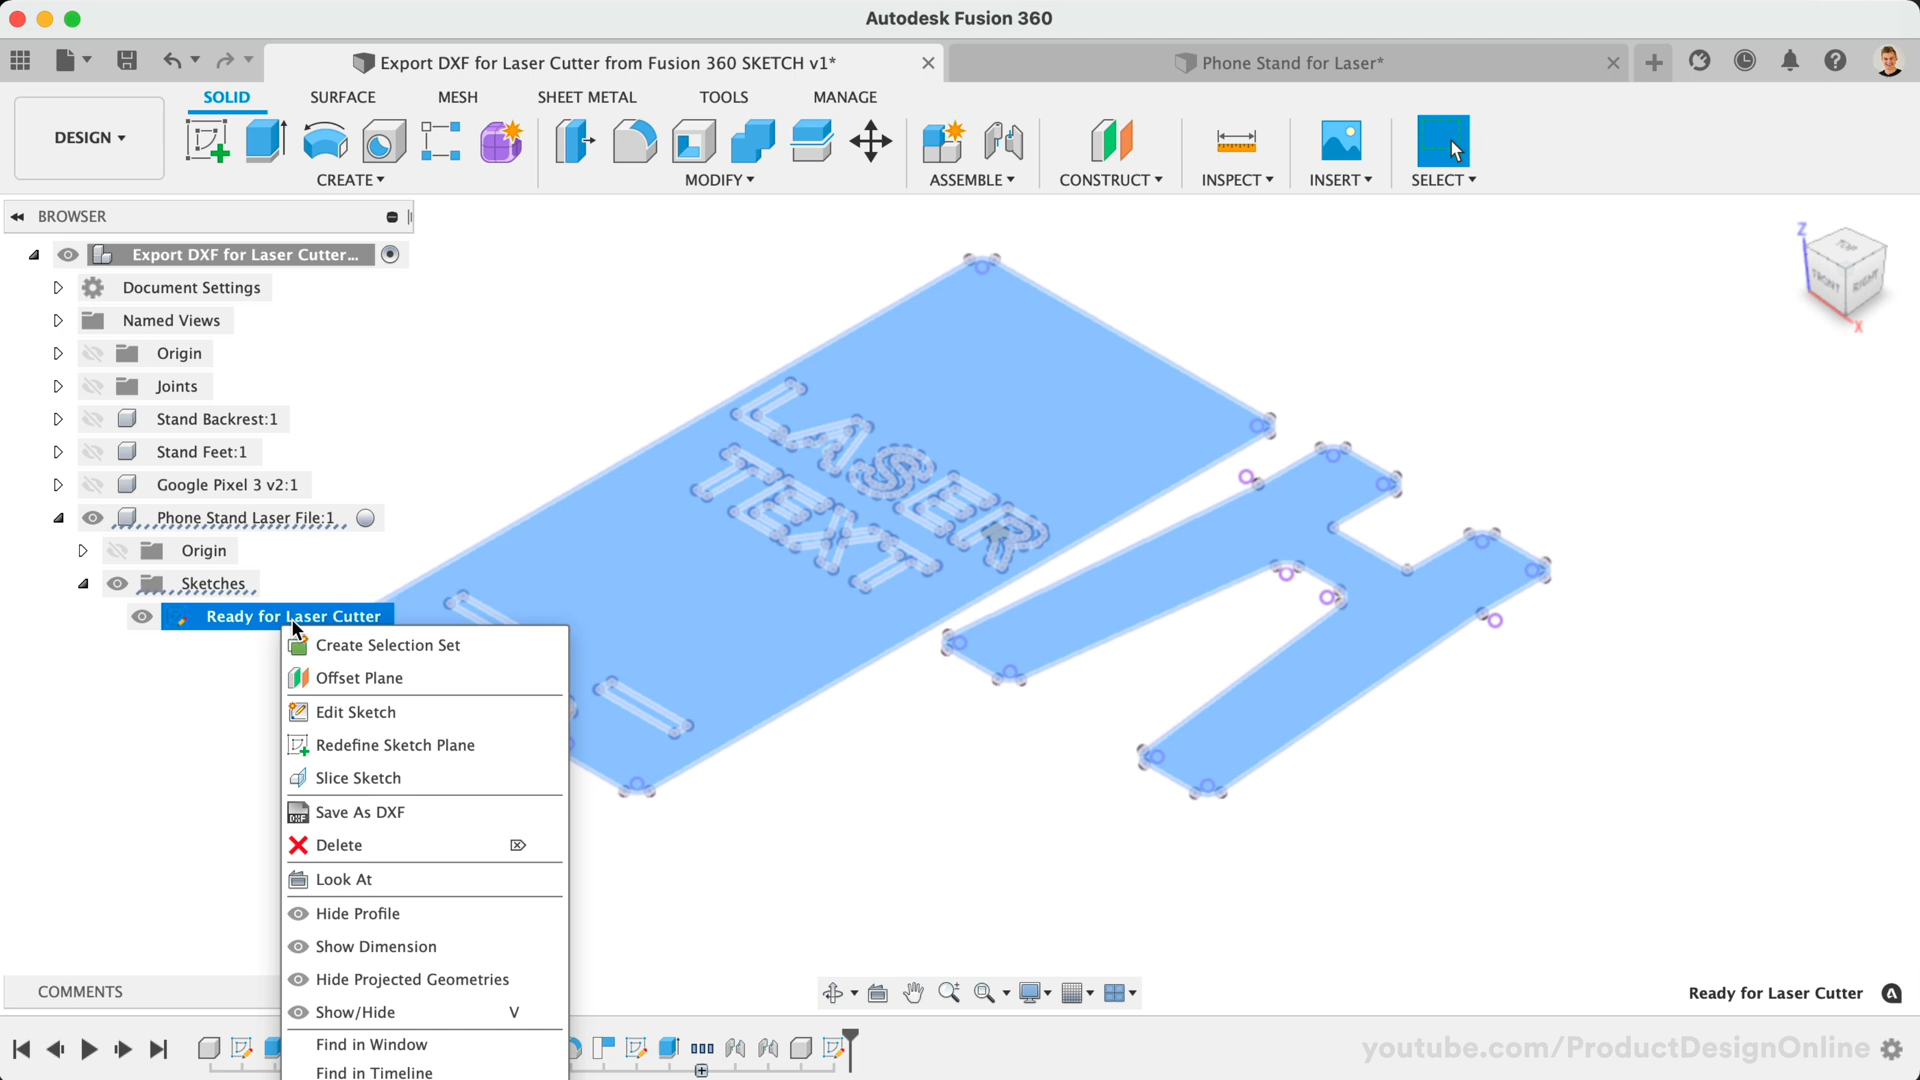 Autodesk Fusion 360
Export DXF for Laser Cutter from Fusion 360 SKETCH v1*
Phone Stand for Laser*
SOLID
SURFACE
MESH
SHEET METAL
TOOLS
MANAGE
DESIGN
CREATE
MODIFY
ASSEMBLE
CONSTRUCT
INSPECT
INSERT
SELECT
BROWSER
Export DXF for Laser Cutter...
Document Settings
Named Views
Origin
Joints
Stand Backrest:1
Stand Feet:1
Google Pixel 3 v2:1
Phone Stand Laser File:1
Origin
Sketches
Ready for Laser Cutter
Create Selection Set
Offset Plane
Edit Sketch
Redefine Sketch Plane
Slice Sketch
DXF
Save As DXF
Delete
Look At
Hide Profile
Show Dimension
Hide Projected Geometries
Show/Hide V
Find in Window
Find in Timeline
LASER
TEXT
Z
TOP
FRONT
RIGHT
X
COMMENTS
Ready for Laser Cutter
youtube.com/ProductDesignOnline